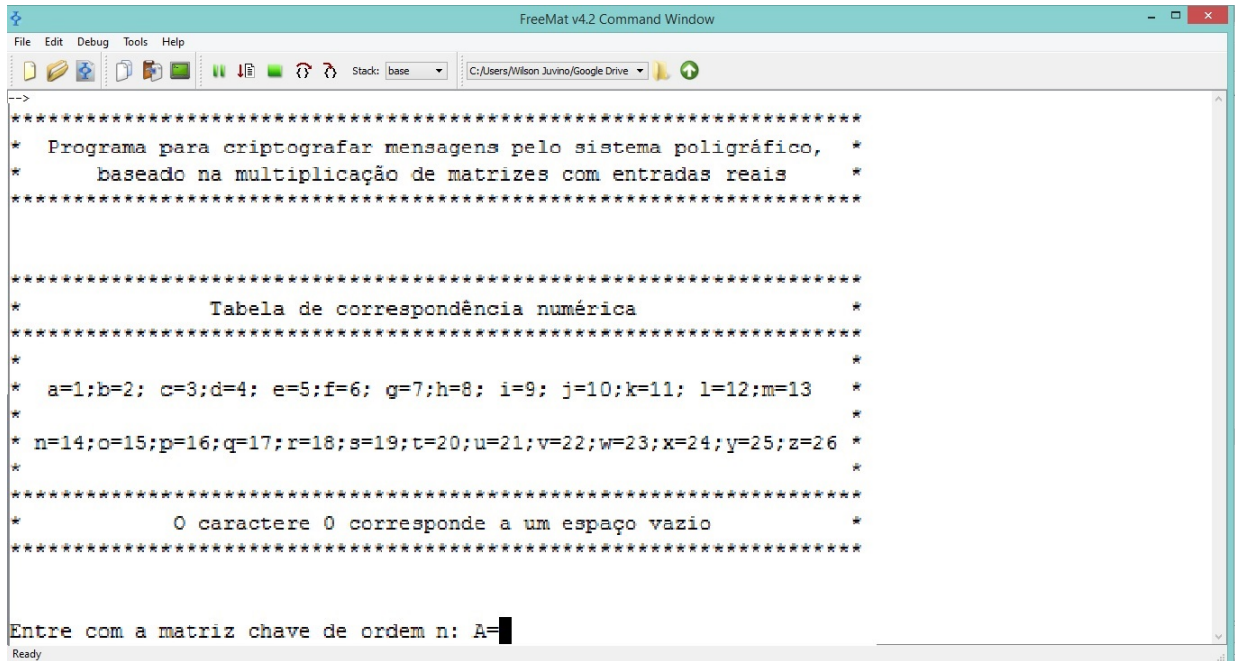 FreeMat v4.2 Command Window
File Edit Debug Tools Help
Stack: base C:/Users/Wilson Juvino/Google Drive
-->
********************************************************************
* Programa para criptografar mensagens pelo sistema poligráfico, *
* baseado na multiplicação de matrizes com entradas reais *
********************************************************************
********************************************************************
* Tabela de correspondência numérica *
********************************************************************
* *
* a=1;b=2; c=3;d=4; e=5;f=6; g=7;h=8; i=9; j=10;k=11; l=12;m=13 *
* *
* n=14;o=15;p=16;q=17;r=18;s=19;t=20;u=21;v=22;w=23;x=24;y=25;z=26 *
* *
********************************************************************
* O caractere 0 corresponde a um espaço vazio *
********************************************************************
Entre com a matriz chave de ordem n: A=
Ready